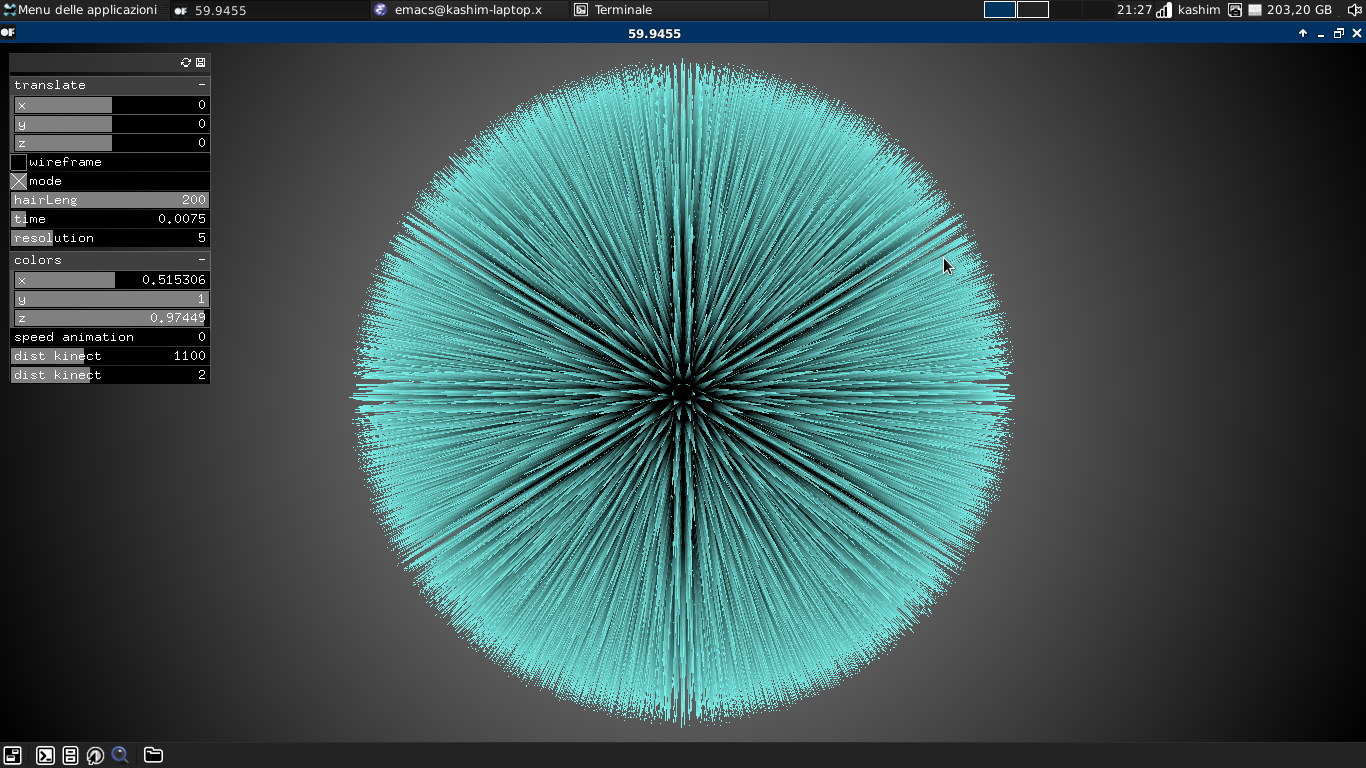 Menu delle applicazioni
OF 59.9455
emacs@kashim-laptop.x
Terminale
21:27
kashim
203,20 GB
OF
59.9455
translate -
x 0
y 0
z 0
wireframe
mode
hairLeng 200
time 0.0075
resolution 5
colors -
x 0.515306
y 1
z 0.97449
speed animation 0
dist kinect 1100
dist kinect 2